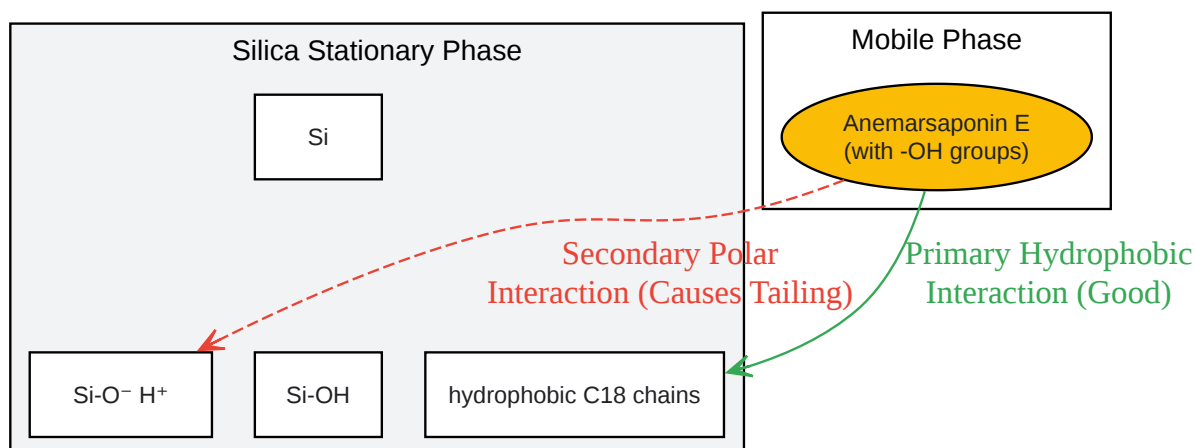 Silica Stationary Phase
Mobile Phase
Si
Anemarsaponin E
(with -OH groups)
Secondary Polar
Interaction (Causes Tailing)
Primary Hydrophobic
Interaction (Good)
Si-O⁻ H⁺
Si-OH
hydrophobic C18 chains